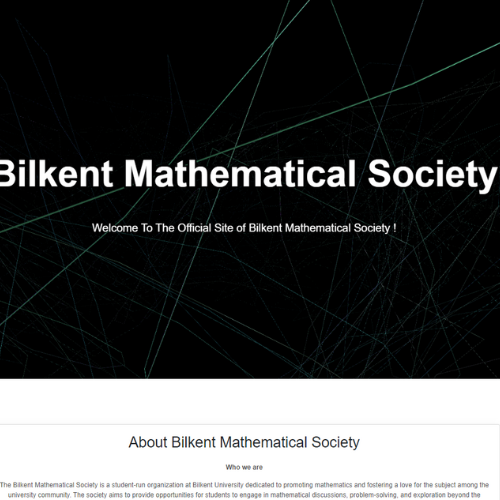 Bilkent Mathematical Society
Welcome To The Official Site of Bilkent Mathematical Society !
About Bilkent Mathematical Society
Who we are
The Bilkent Mathematical Society is a student-run organization at Bilkent University dedicated to promoting mathematics and fostering a love for the subject among the
university community. The society aims to provide opportunities for students to engage in mathematical discussions, problem-solving, and exploration beyond the